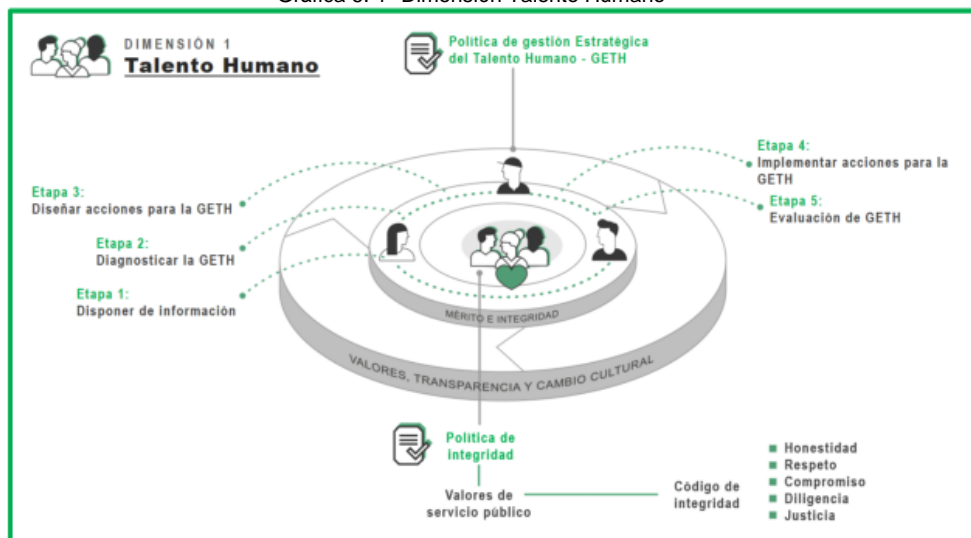 DIMENSIÓN 1
Talento Humano
Política de gestión Estratégica
del Talento Humano - GETH
Etapa 4:
Implementar acciones para la
GETH
Etapa 3:
Diseñar acciones para la GETH
Etapa 5:
Evaluación de GETH
Etapa 2:
Diagnosticar la GETH
Etapa 1:
Disponer de información
MÉRITO E INTEGRIDAD
VALORES, TRANSPARENCIA Y CAMBIO CULTURAL
Política de
integridad
Valores de
servicio público
Código de
integridad
Honestidad
Respeto
Compromiso
Diligencia
Justicia